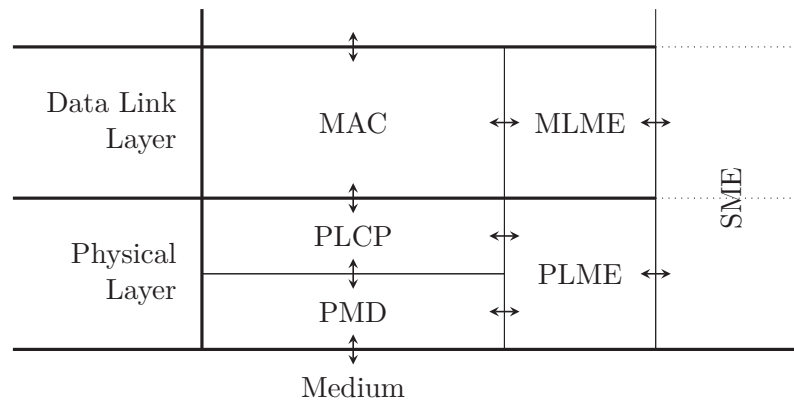 Data Link
Layer
MAC
MLME
SME
Physical
Layer
PLCP
PMD
PLME
Medium